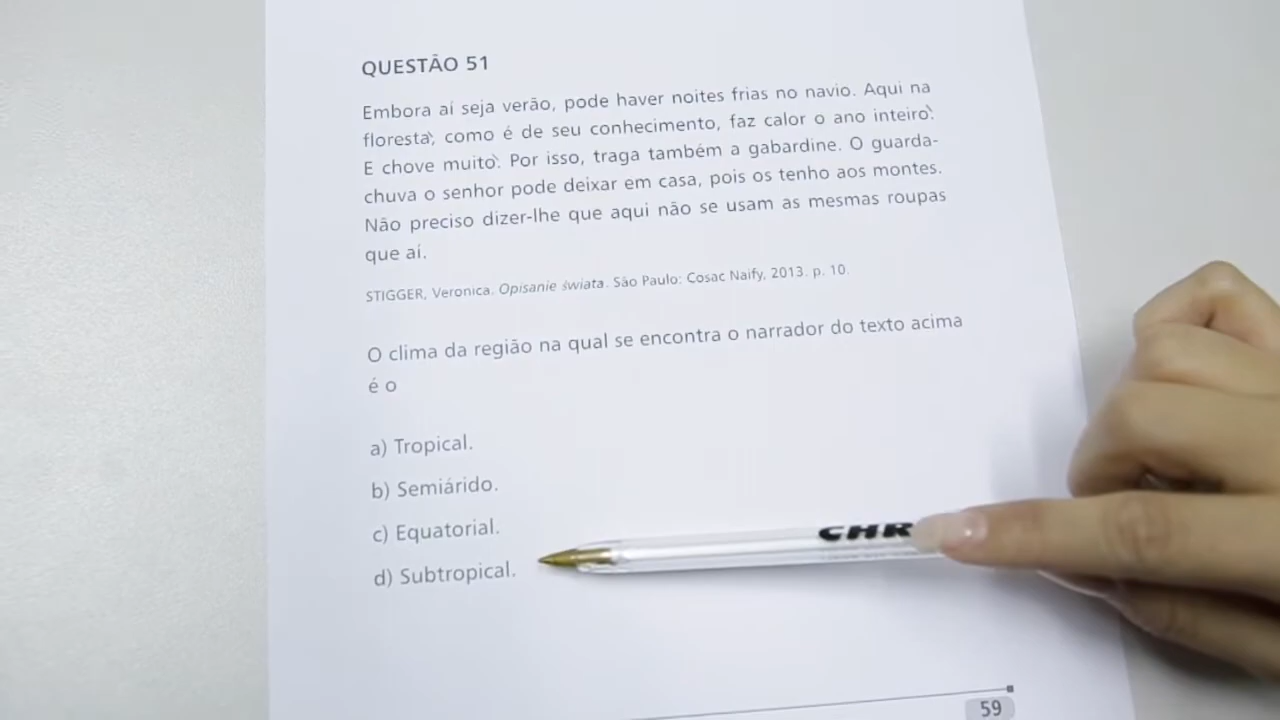 QUESTÃO 51
Embora aí seja verão, pode haver noites frias no navio. Aqui na
floresta, como é de seu conhecimento, faz calor o ano inteiro.
E chove muito. Por isso, traga também a gabardine. O guarda-
chuva o senhor pode deixar em casa, pois os tenho aos montes.
Não preciso dizer-lhe que aqui não se usam as mesmas roupas
que aí.
STIGGER, Veronica. Opisanie świata. São Paulo: Cosac Naify, 2013. p. 10.
O clima da região na qual se encontra o narrador do texto acima
é o
a) Tropical.
b) Semiárido.
c) Equatorial.
d) Subtropical.
CHR
59